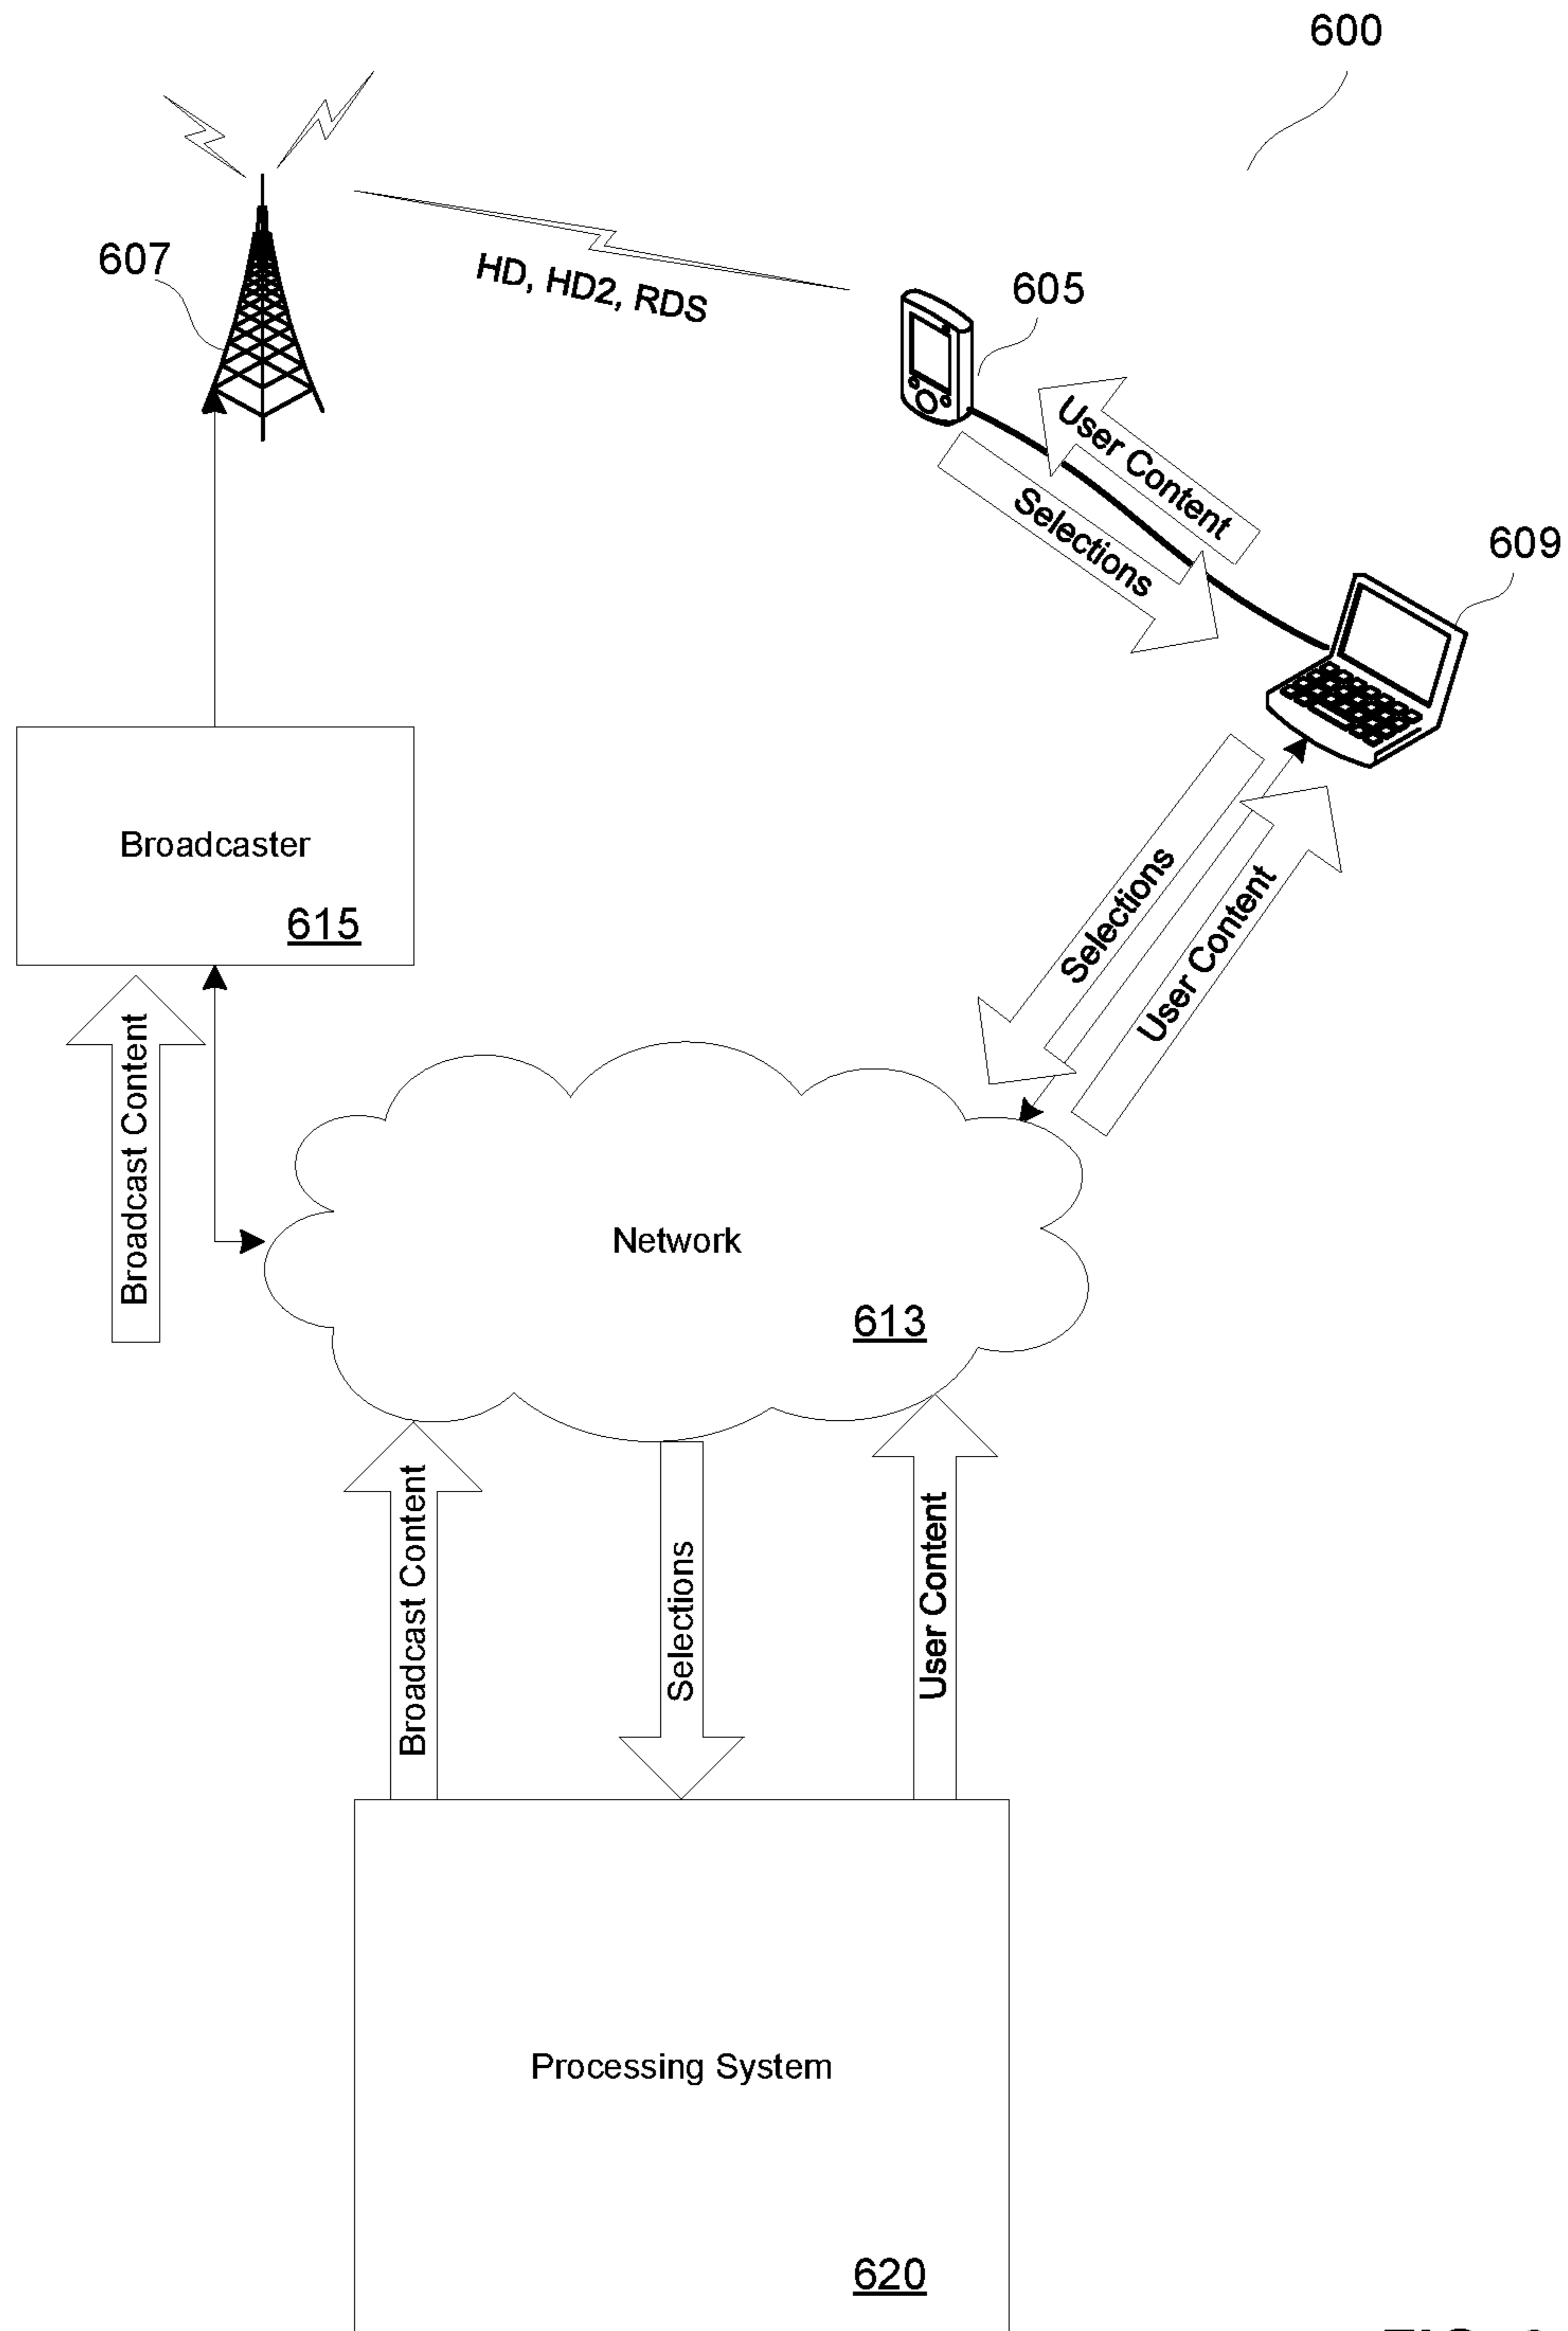 600
607
HD, HD2, RDS
605
User Content
Selections
609
Broadcaster
615
Selections
User Content
Broadcast Content
Network
613
Broadcast Content
Selections
User Content
Processing System
620